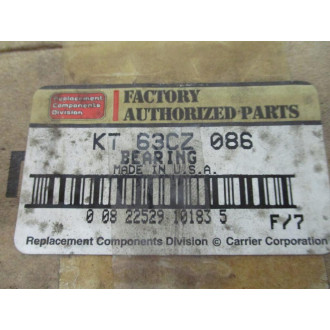 Replacement
Components
Division
FACTORY
AUTHORIZED PARTS
KT 63CZ 086
BEARING
MADE IN U.S.A.
0 08 22529 10183 5
F/7
Replacement Components Division © Carrier Corporation